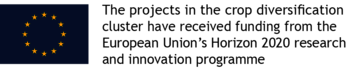 The projects in the crop diversification
cluster have received funding from the
European Union's Horizon 2020 research
and innovation programme